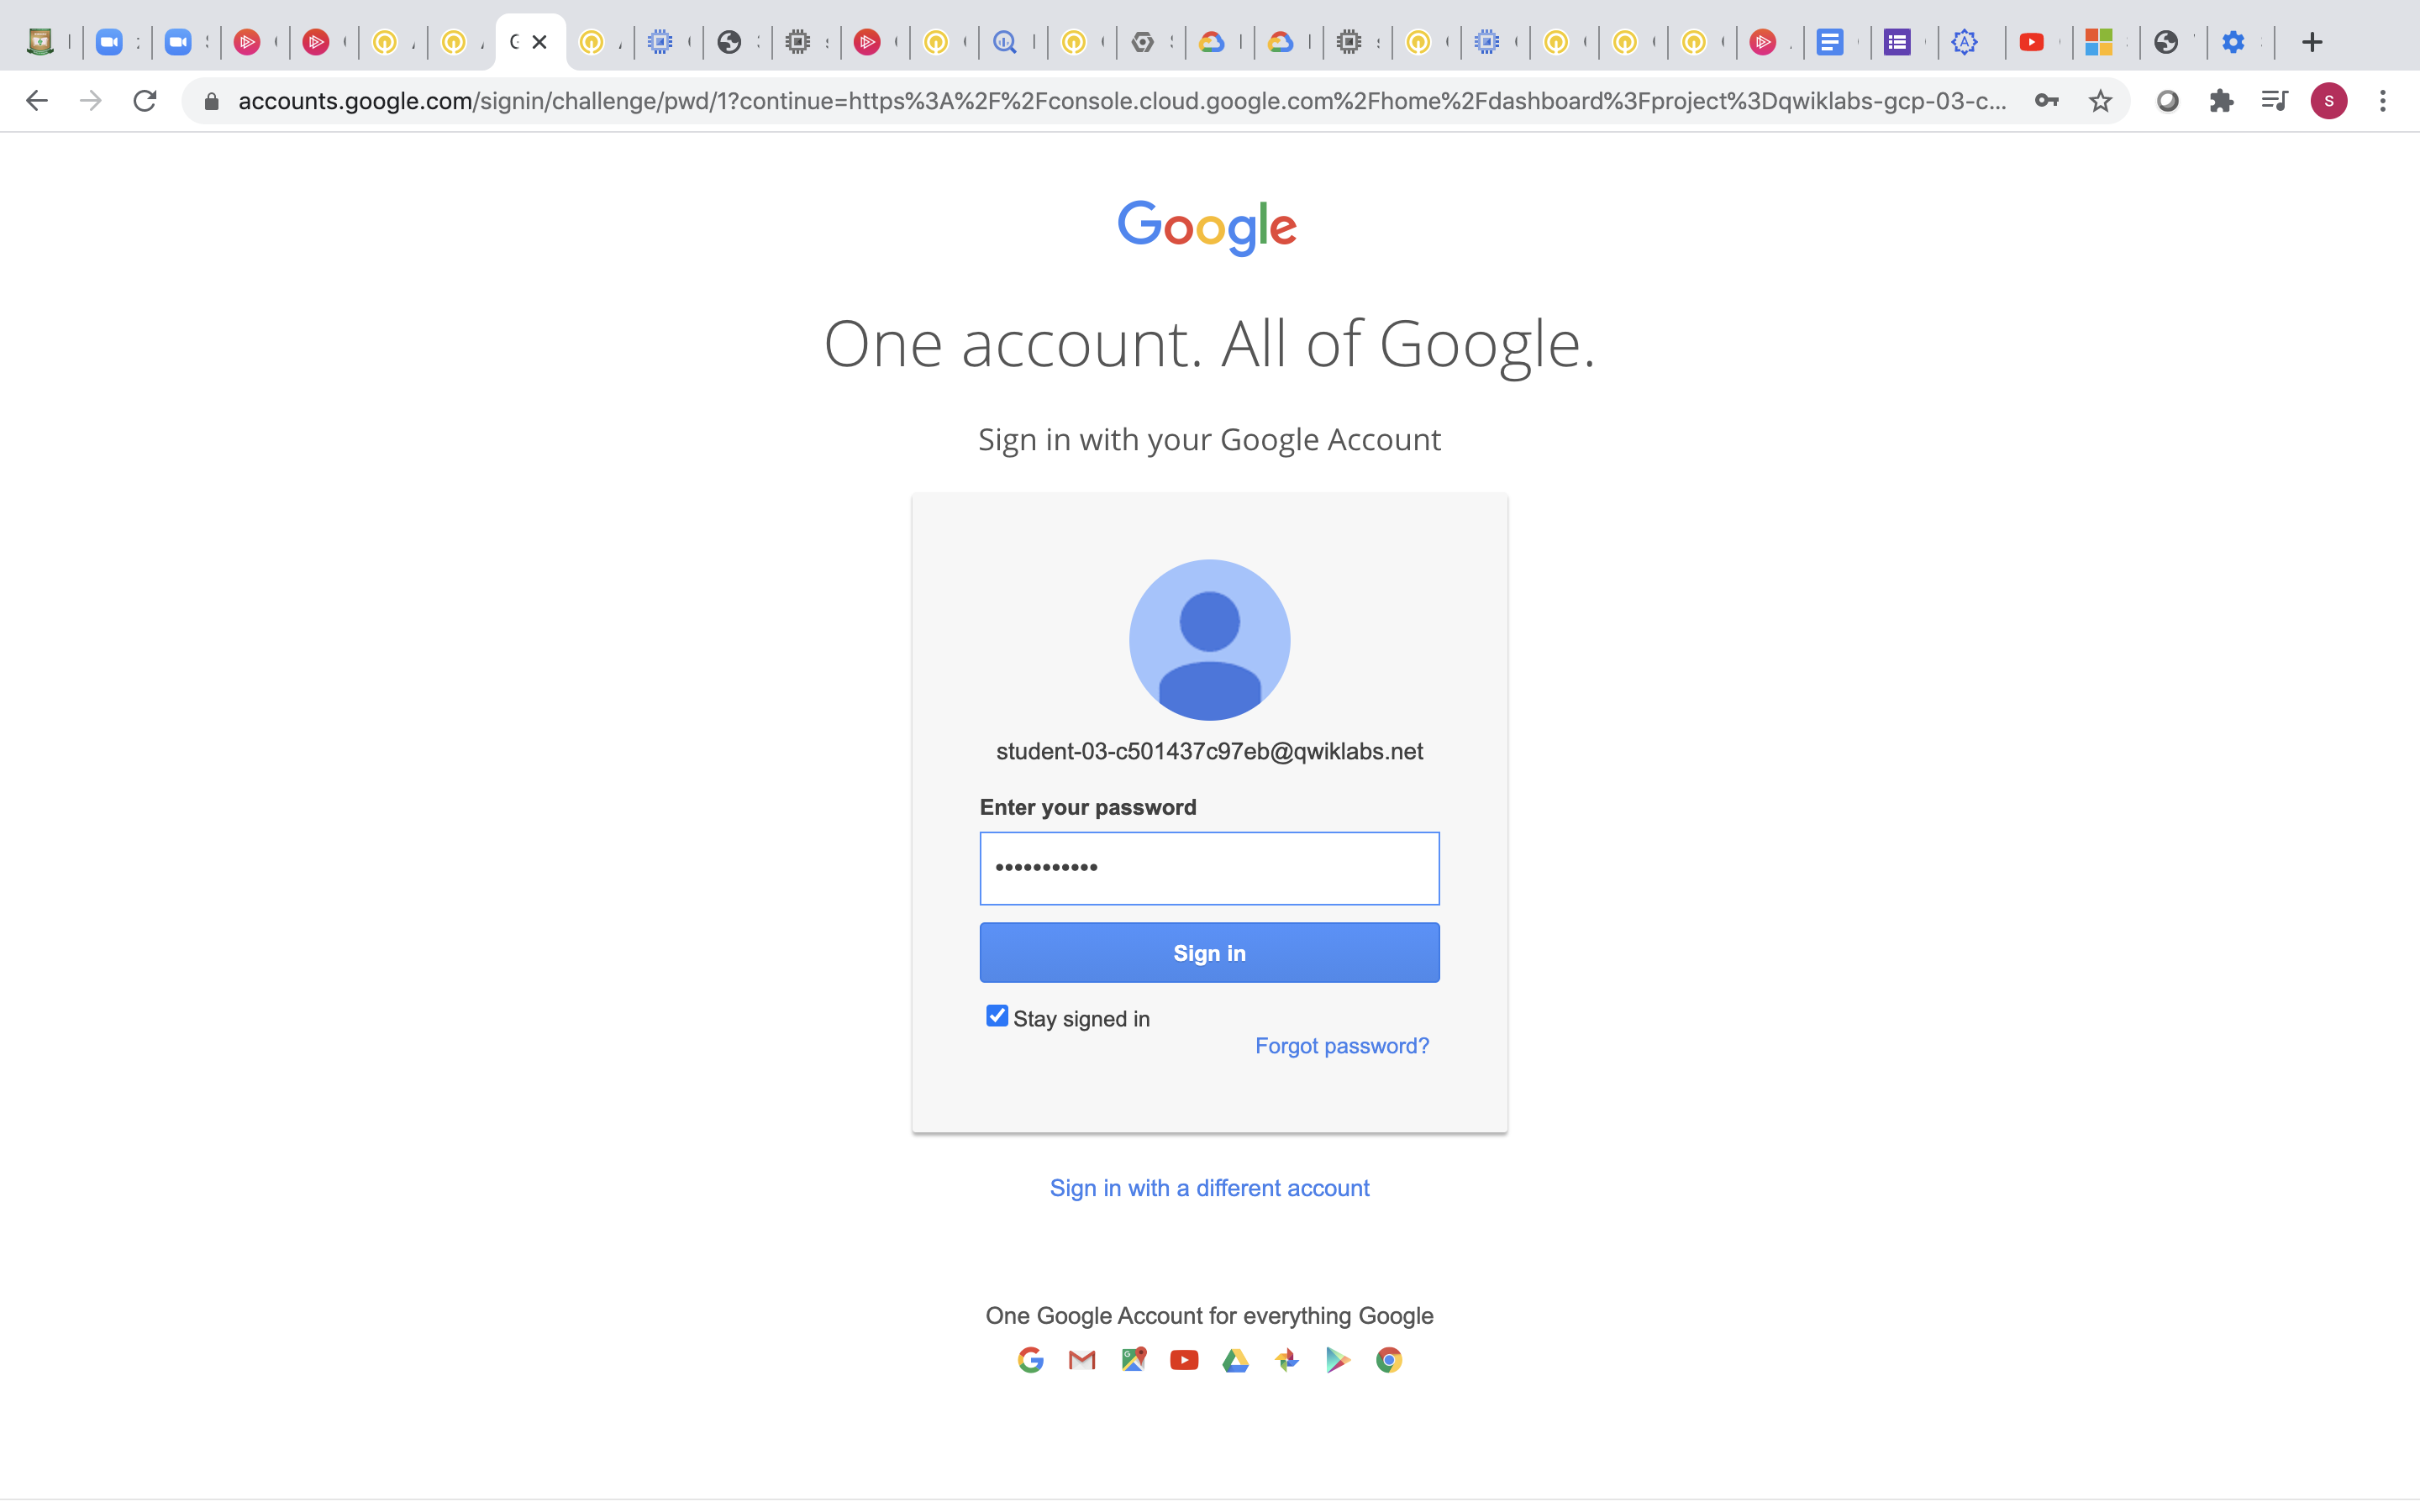 accounts.google.com/signin/challenge/pwd/1?continue=https%3A%2F%2Fconsole.cloud.google.com%2Fhome%2Fdashboard%3Fproject%3Dqwiklabs-gcp-03-c...
S
Google
One account. All of Google.
Sign in with your Google Account
student-03-c501437c97eb@qwiklabs.net
Enter your password
•••••••••••
Sign in
Stay signed in
Forgot password?
Sign in with a different account
One Google Account for everything Google